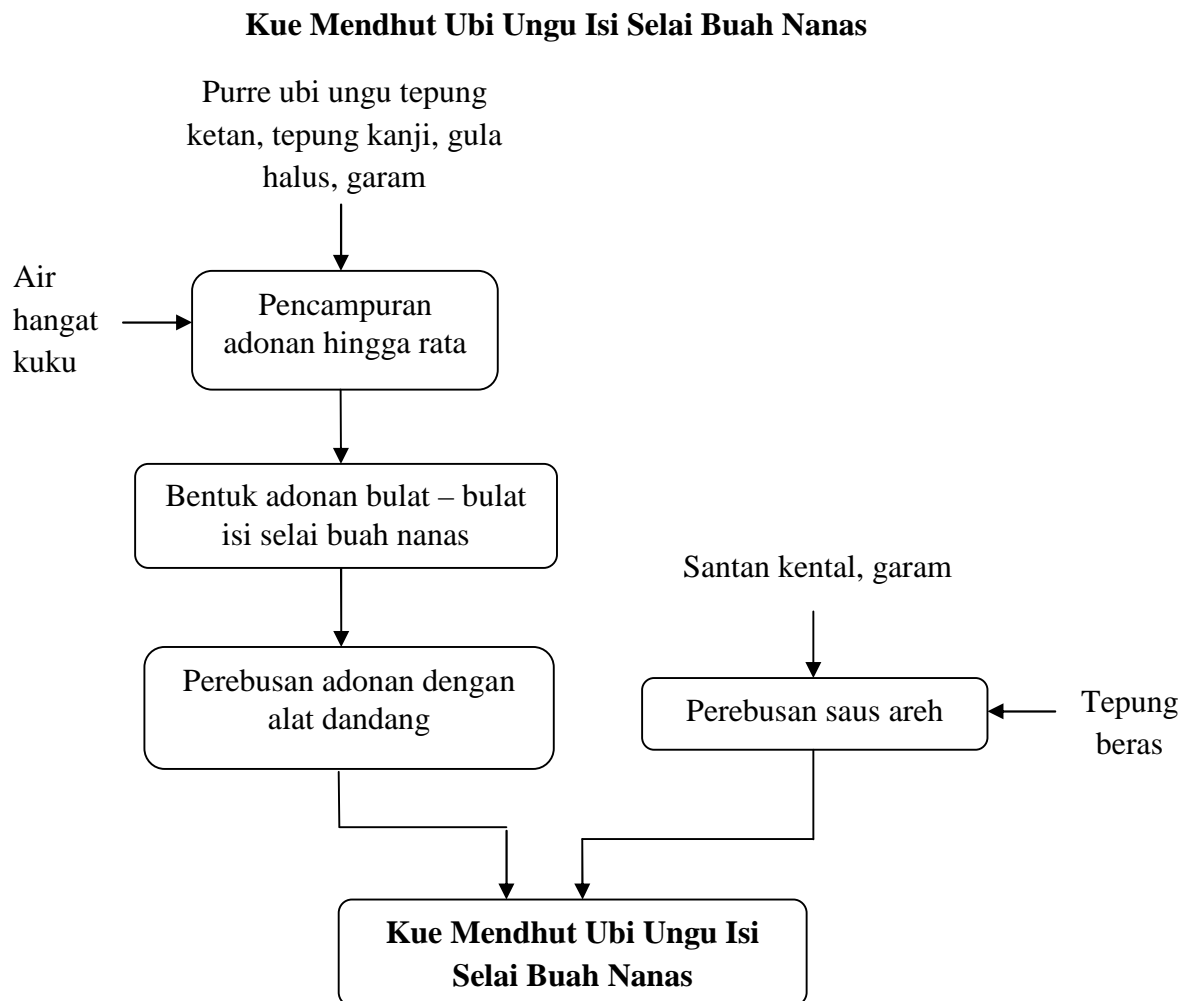 Kue Mendhut Ubi Ungu Isi Selai Buah Nanas
Purre ubi ungu tepung
ketan, tepung kanji, gula
halus, garam
Air
hangat
kuku
Pencampuran
adonan hingga rata
Bentuk adonan bulat – bulat
isi selai buah nanas
Santan kental, garam
Perebusan adonan dengan
alat dandang
Perebusan saus areh
Tepung
beras
Kue Mendhut Ubi Ungu Isi
Selai Buah Nanas